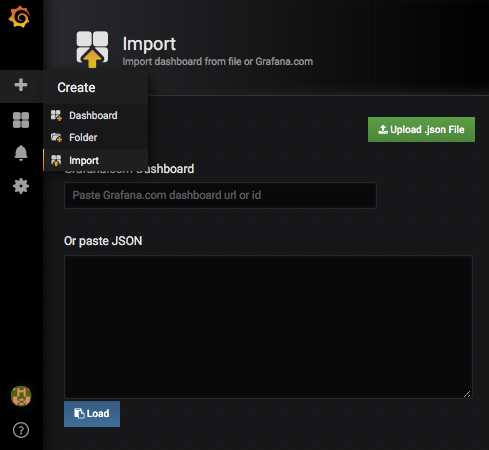 Import
Import dashboard from file or Grafana.com
Create
Dashboard
Folder
Import
Upload .json File
Grafana.com Dashboard
Paste Grafana.com dashboard url or id
Or paste JSON
Load